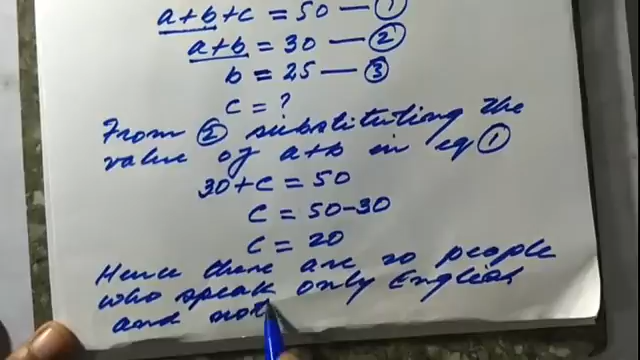 a+b+c = 50 — ①
a+b = 30 — ②
b = 25 — ③
c = ?
From ② substituting the
value of a+b in eq ①
30+c = 50
c = 50-30
c = 20
Hence there are 20 people
who speak only English
and not